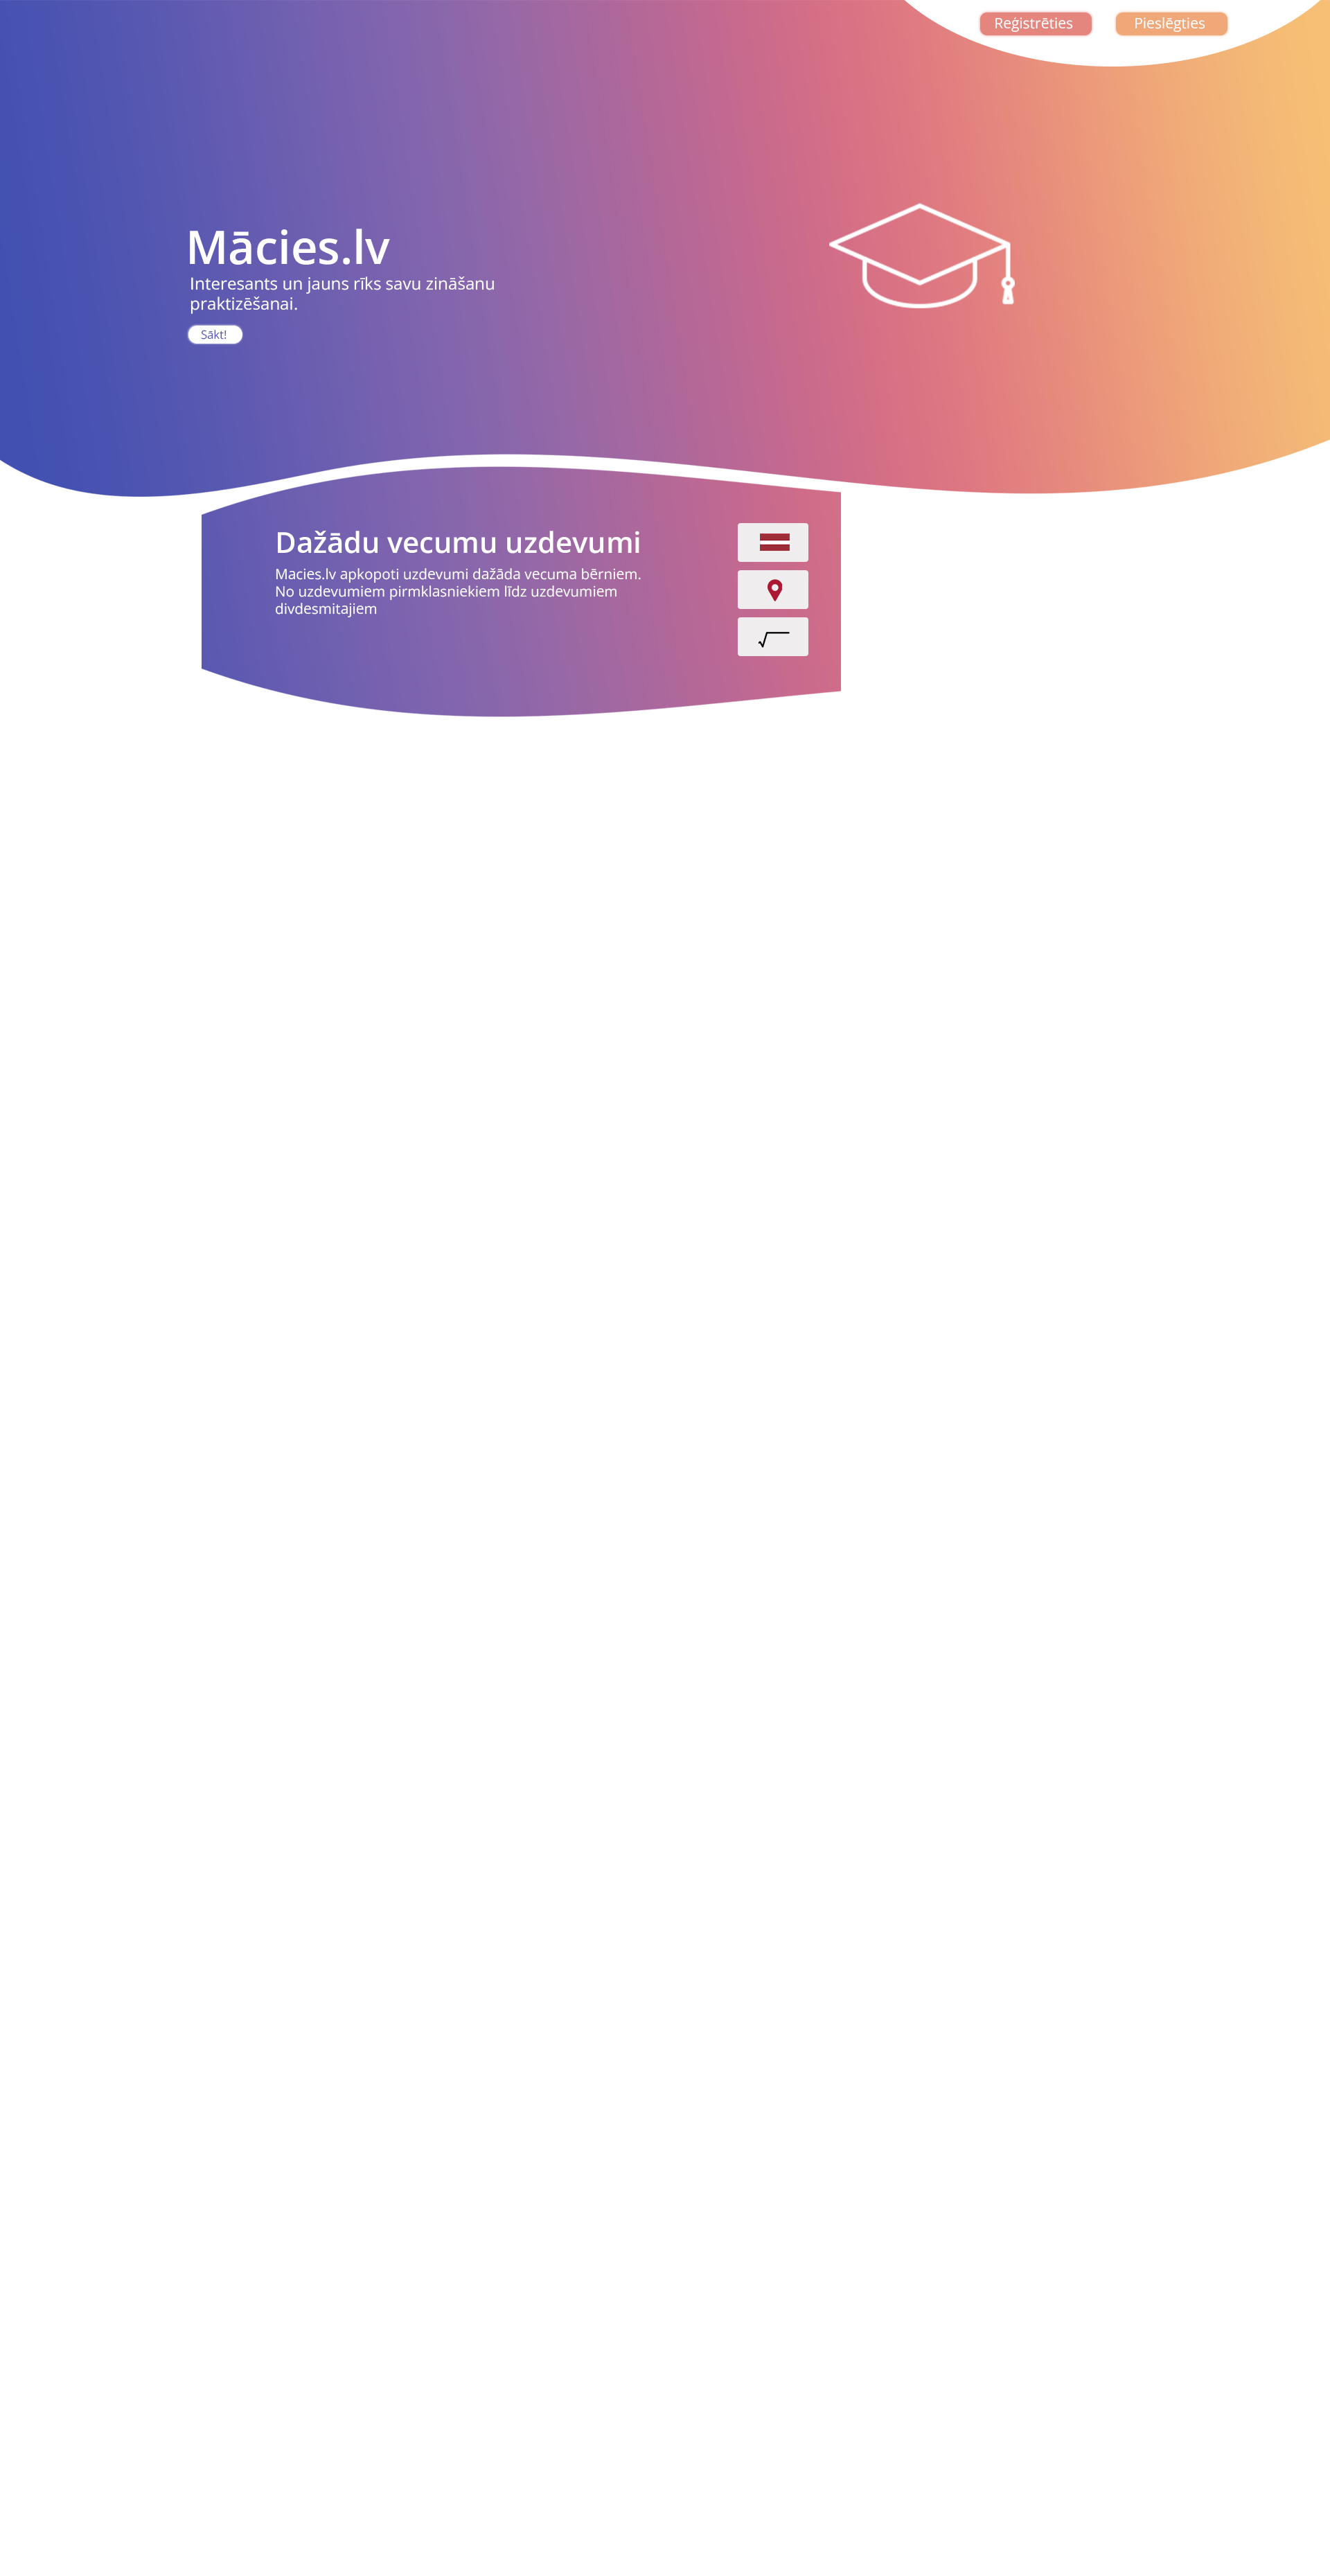 Reģistrēties
Pieslēgties
Mācies.lv
Interesants un jauns rīks savu zināšanu
praktizēšanai.
Sākt!
Dažādu vecumu uzdevumi
Macies.lv apkopoti uzdevumi dažāda vecuma bērniem.
No uzdevumiem pirmklasniekiem līdz uzdevumiem
divdesmitajiem